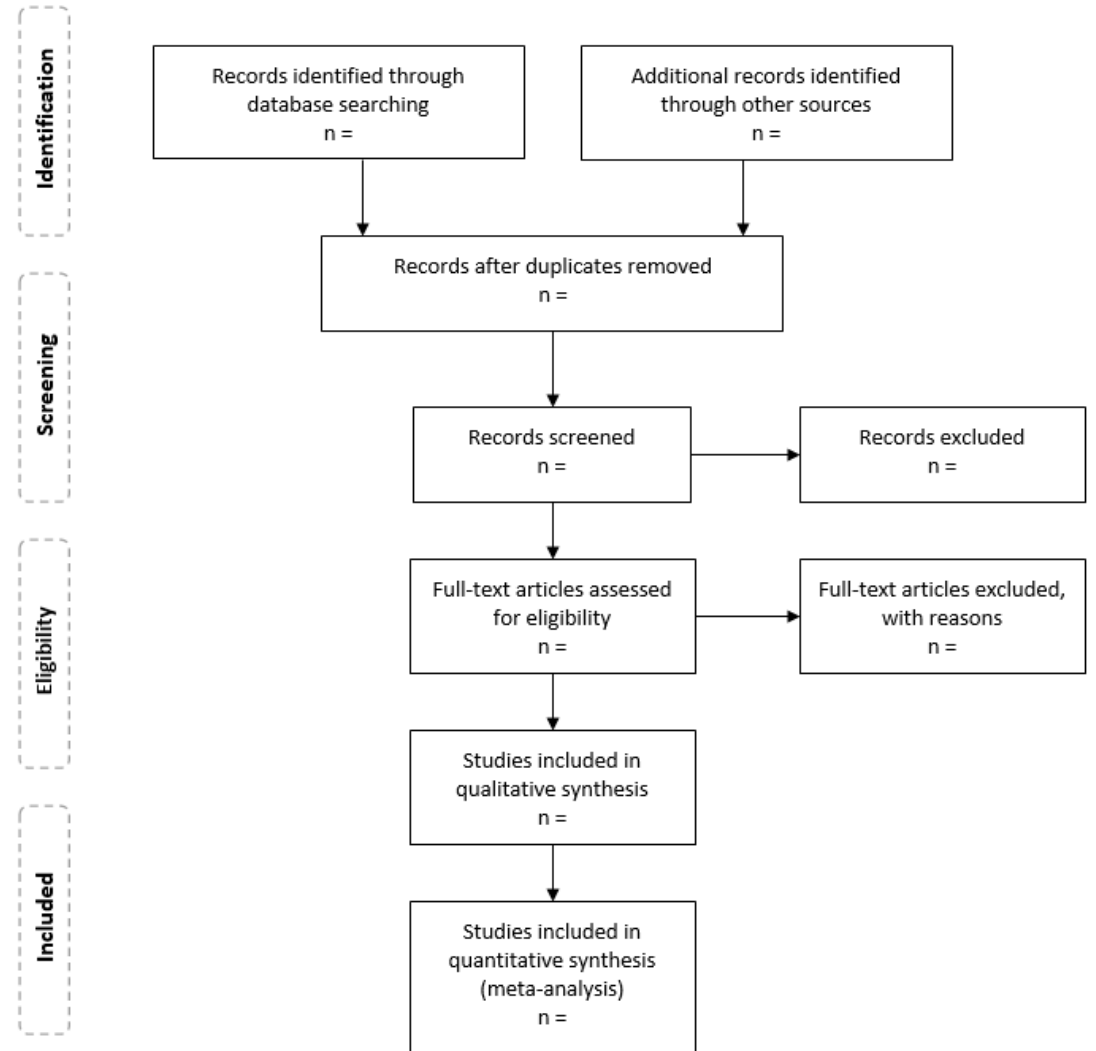 Identification
Records identified through
database searching
n =
Additional records identified
through other sources
n =
Records after duplicates removed
n =
Screening
Records screened
n =
Records excluded
n =
Eligibility
Full-text articles assessed
for eligibility
n =
Full-text articles excluded,
with reasons
n =
Studies included in
qualitative synthesis
n =
Included
Studies included in
quantitative synthesis
(meta-analysis)
n =